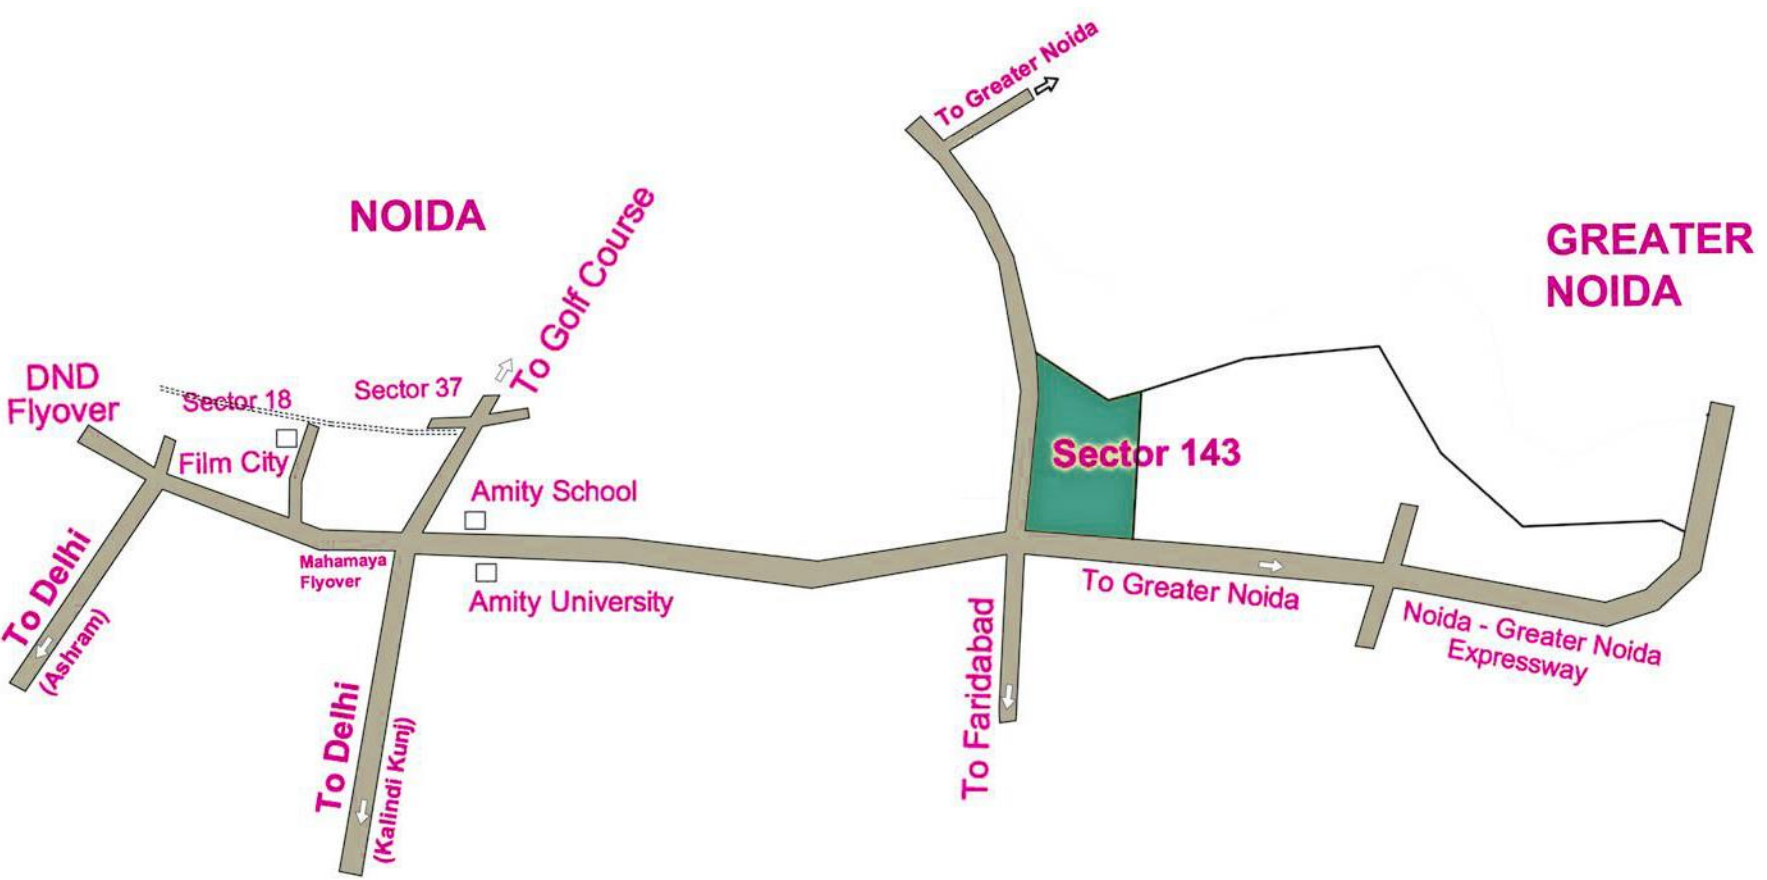 To Greater Noida
NOIDA
To Golf Course
GREATER
NOIDA
DND
Flyover
Sector 18
Sector 37
Film City
Sector 143
Amity School
Mahamaya
Flyover
Amity University
To Delhi
(Ashram)
To Delhi
(Kalindi Kunj)
To Faridabad
To Greater Noida
Noida - Greater Noida
Expressway